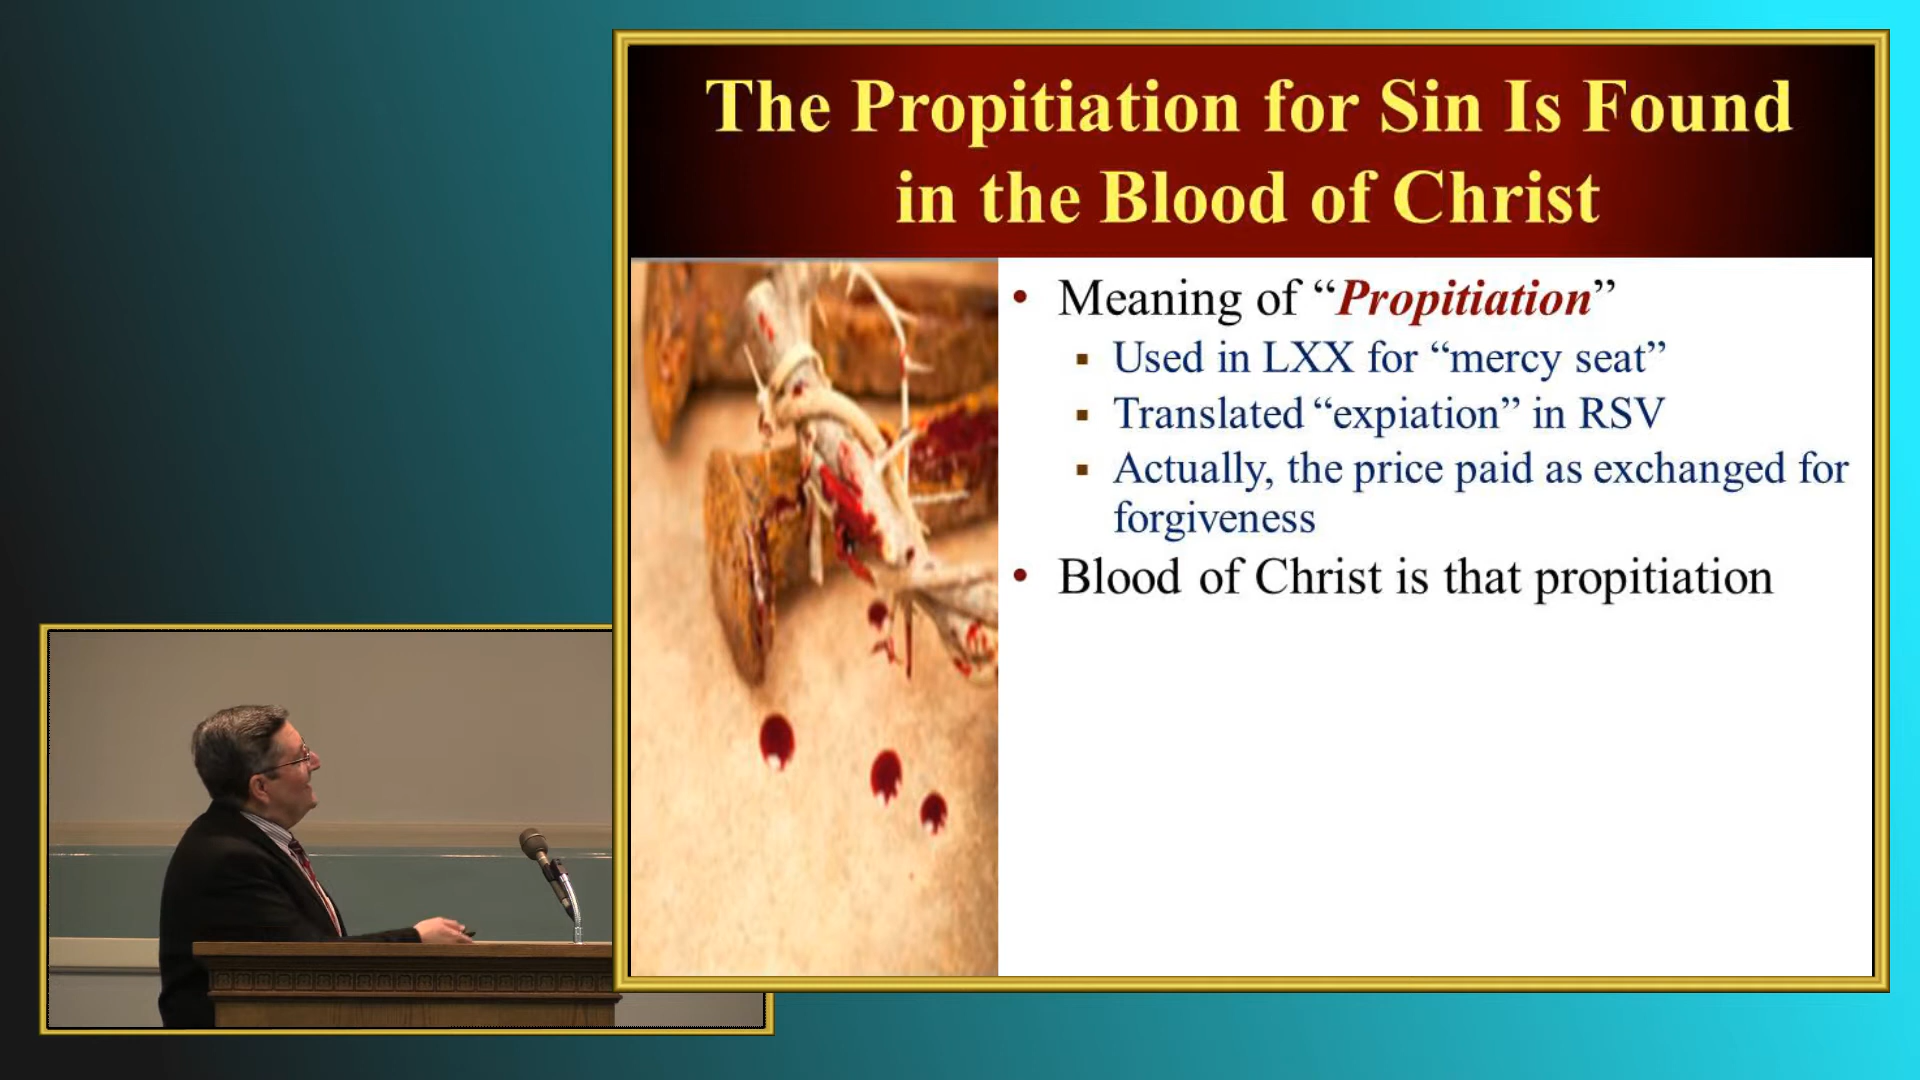 The Propitiation for Sin Is Found
in the Blood of Christ
• Meaning of “Propitiation”
▪ Used in LXX for “mercy seat”
▪ Translated “expiation” in RSV
▪ Actually, the price paid as exchanged for
forgiveness
• Blood of Christ is that propitiation